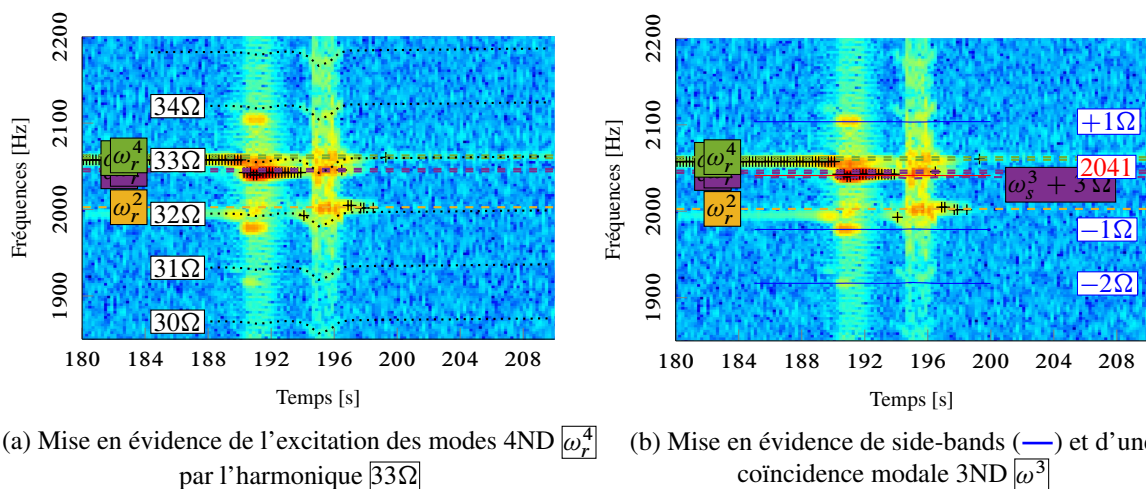 2200
2100
2000
1900
Fréquences [Hz]
34Ω
33Ω
32Ω
31Ω
30Ω
ω_r^4
ω_r^2
180 184 188 192 196 200 204 208
Temps [s]
(a) Mise en évidence de l'excitation des modes 4ND ω_r^4
par l'harmonique 33Ω
2200
2100
2000
1900
Fréquences [Hz]
ω_r^4
ω_r^2
+1Ω
2041
ω_s^3 + 3Ω
−1Ω
−2Ω
180 184 188 192 196 200 204 208
Temps [s]
(b) Mise en évidence de side-bands (—) et d'une
coïncidence modale 3ND ω^3